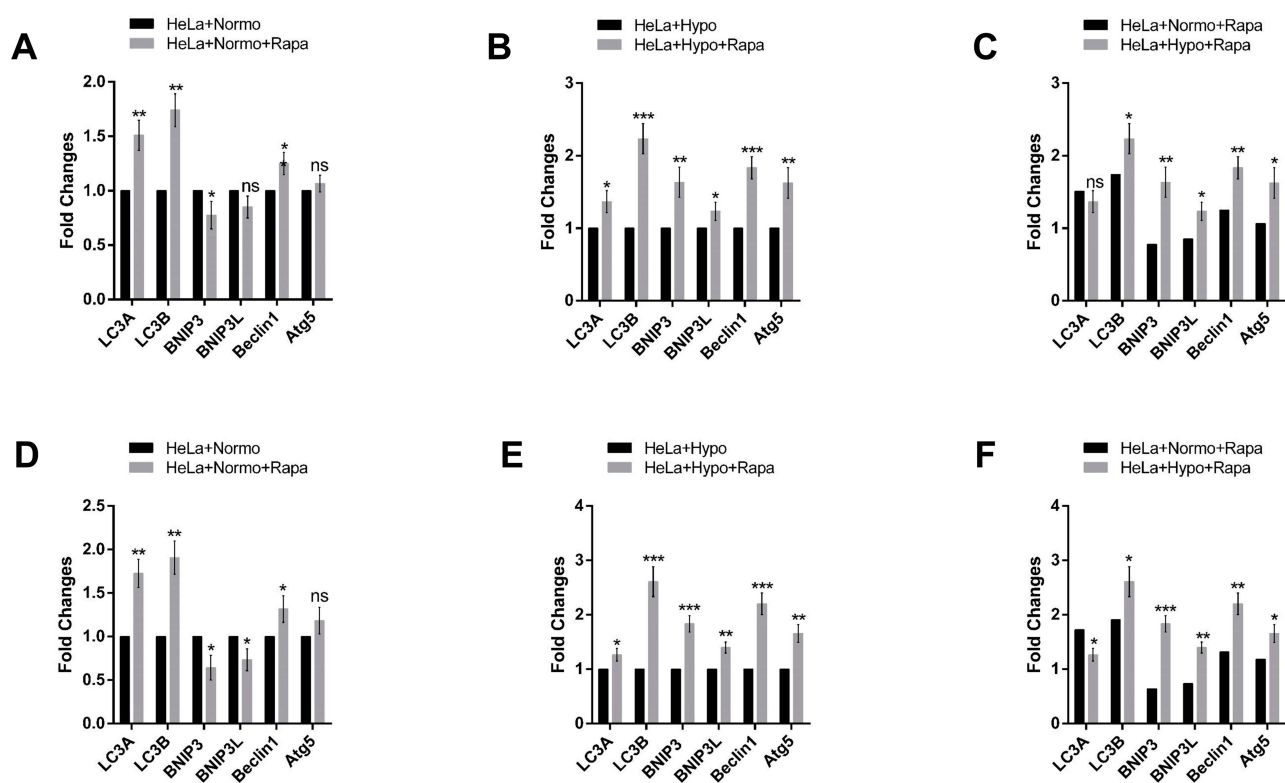 A
HeLa+Normo
HeLa+Normo+Rapa
Fold Changes
2.0
1.5
1.0
0.5
0.0
** ** * ns * * ns
LC3A LC3B BNIP3 BNIP3L Beclin1 Atg5
B
HeLa+Hypo
HeLa+Hypo+Rapa
Fold Changes
3
2
1
0
* *** ** * *** **
LC3A LC3B BNIP3 BNIP3L Beclin1 Atg5
C
HeLa+Normo+Rapa
HeLa+Hypo+Rapa
Fold Changes
3
2
1
0
ns * ** * ** *
LC3A LC3B BNIP3 BNIP3L Beclin1 Atg5
D
HeLa+Normo
HeLa+Normo+Rapa
Fold Changes
2.5
2.0
1.5
1.0
0.5
0.0
** ** * * * ns
LC3A LC3B BNIP3 BNIP3L Beclin1 Atg5
E
HeLa+Hypo
HeLa+Hypo+Rapa
Fold Changes
4
3
2
1
0
* *** *** ** *** **
LC3A LC3B BNIP3 BNIP3L Beclin1 Atg5
F
HeLa+Normo+Rapa
HeLa+Hypo+Rapa
Fold Changes
4
3
2
1
0
* * *** ** ** *
LC3A LC3B BNIP3 BNIP3L Beclin1 Atg5